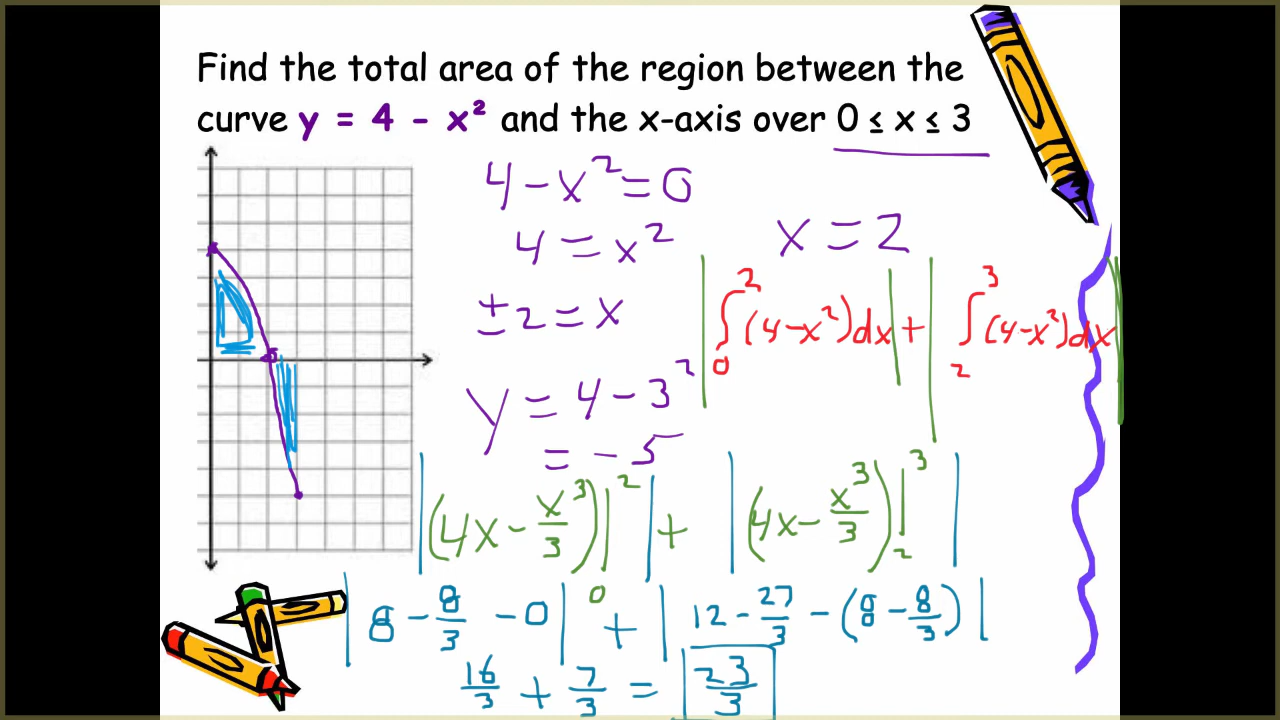 Find the total area of the region between the
curve y = 4 - x² and the x-axis over 0 ≤ x ≤ 3
4-x²=0
4=x²
x=2
±2=x
|∫₀²(4-x²)dx|+|∫₂³(4-x²)dx|
y=4-3²
=-5
|(4x-x³/3)|₀²|+|(4x-x³/3)|₂³|
|8-8/3-0|+|12-27/3-(8-8/3)|
16/3+7/3=23/3